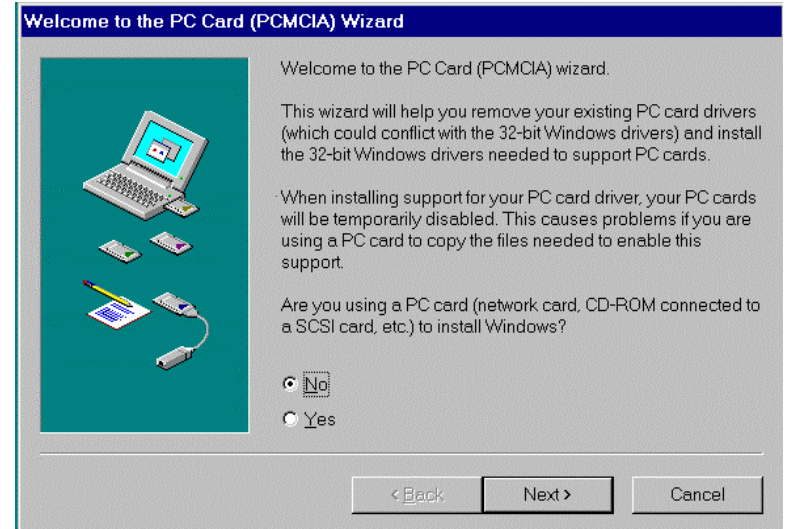 Welcome to the PC Card (PCMCIA) Wizard
Welcome to the PC Card (PCMCIA) wizard.
This wizard will help you remove your existing PC card drivers
(which could conflict with the 32-bit Windows drivers) and install
the 32-bit Windows drivers needed to support PC cards.
When installing support for your PC card driver, your PC cards
will be temporarily disabled. This causes problems if you are
using a PC card to copy the files needed to enable this
support.
Are you using a PC card (network card, CD-ROM connected to
a SCSI card, etc.) to install Windows?
No
Yes
< Back
Next >
Cancel